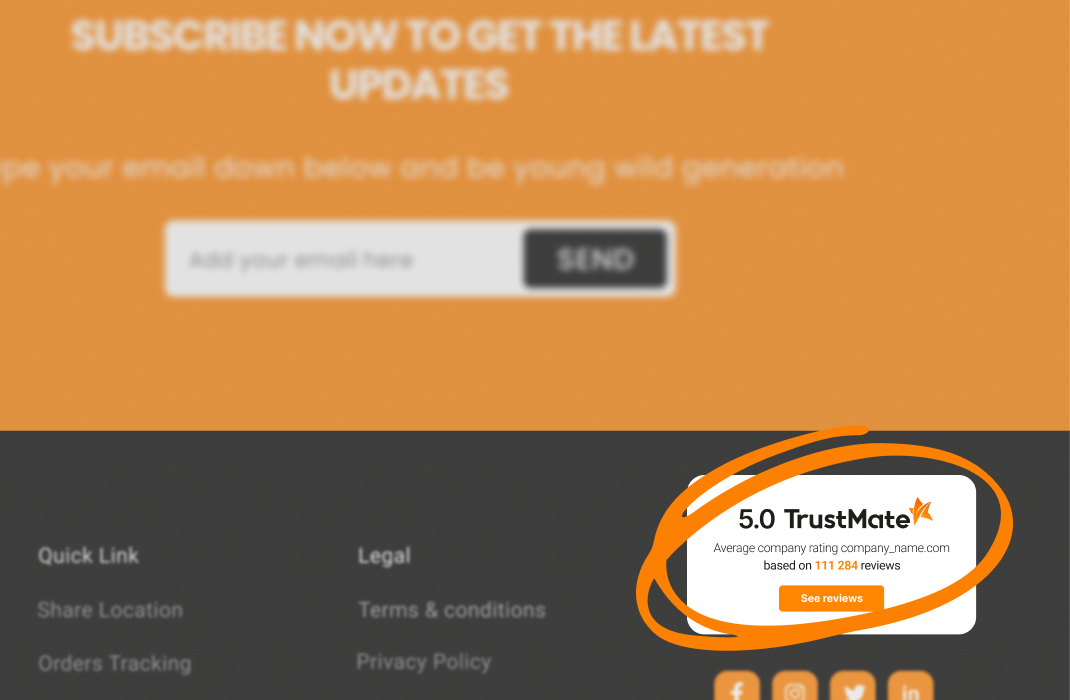 SUBSCRIBE NOW TO GET THE LATEST
UPDATES
your email down below and be young wild generation
Add your email here
SEND
Quick Link
Share Location
Orders Tracking
Legal
Terms & conditions
Privacy Policy
5.0 TrustMate
Average company rating company_name.com
based on 111 284 reviews
See reviews
f
in